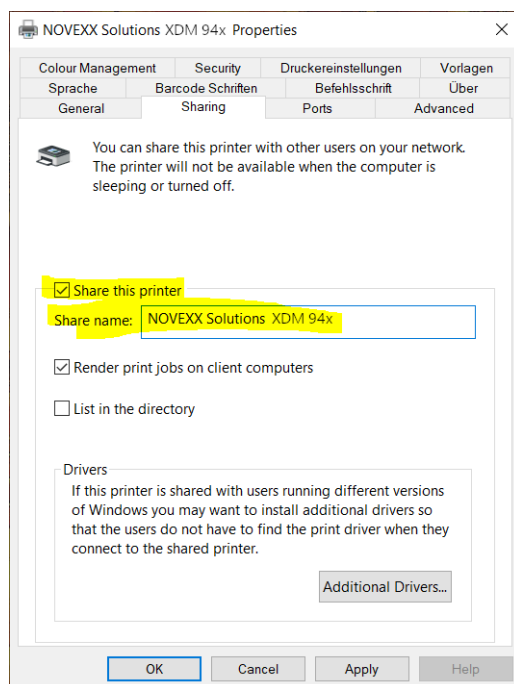 NOVEXX Solutions XDM 94x Properties
Colour Management Security Druckereinstellungen Vorlagen
Sprache Barcode Schriften Befehlsschrift Über
General Sharing Ports Advanced
You can share this printer with other users on your network.
The printer will not be available when the computer is
sleeping or turned off.
Share this printer
Share name: NOVEXX Solutions XDM 94x
Render print jobs on client computers
List in the directory
Drivers
If this printer is shared with users running different versions
of Windows you may want to install additional drivers so
that the users do not have to find the print driver when they
connect to the shared printer.
Additional Drivers...
OK Cancel Apply Help